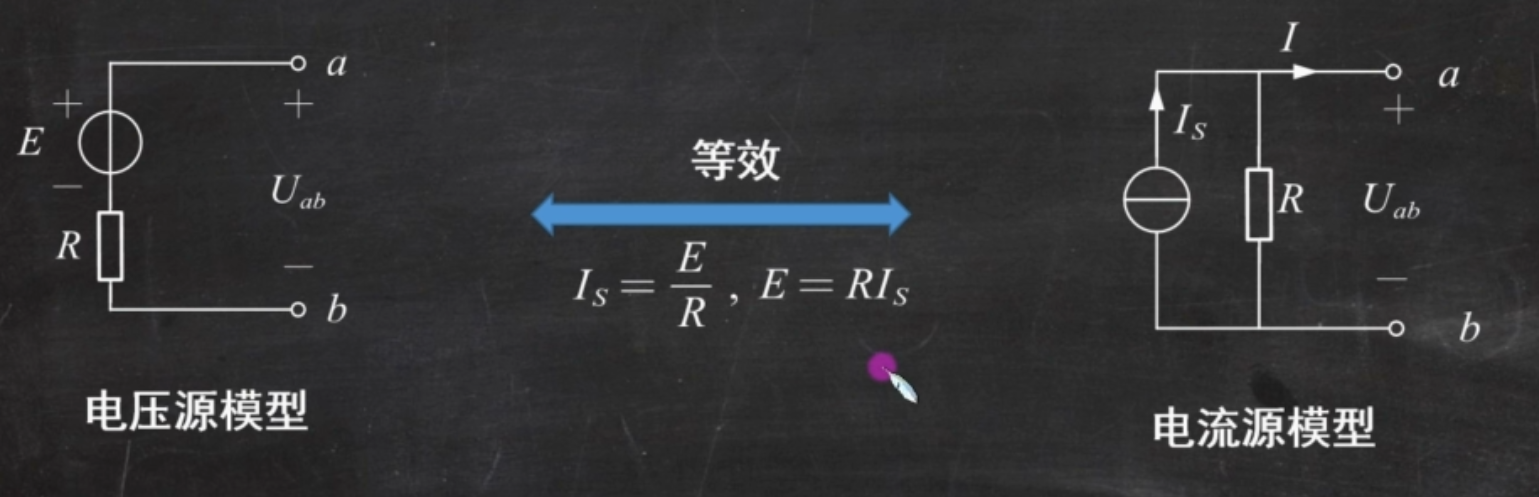 +
E
−
R
a
+
U_{ab}
−
b
电压源模型
等效
I_S = \frac{E}{R} , E = RI_S
I
I_S
R
a
+
U_{ab}
−
b
电流源模型